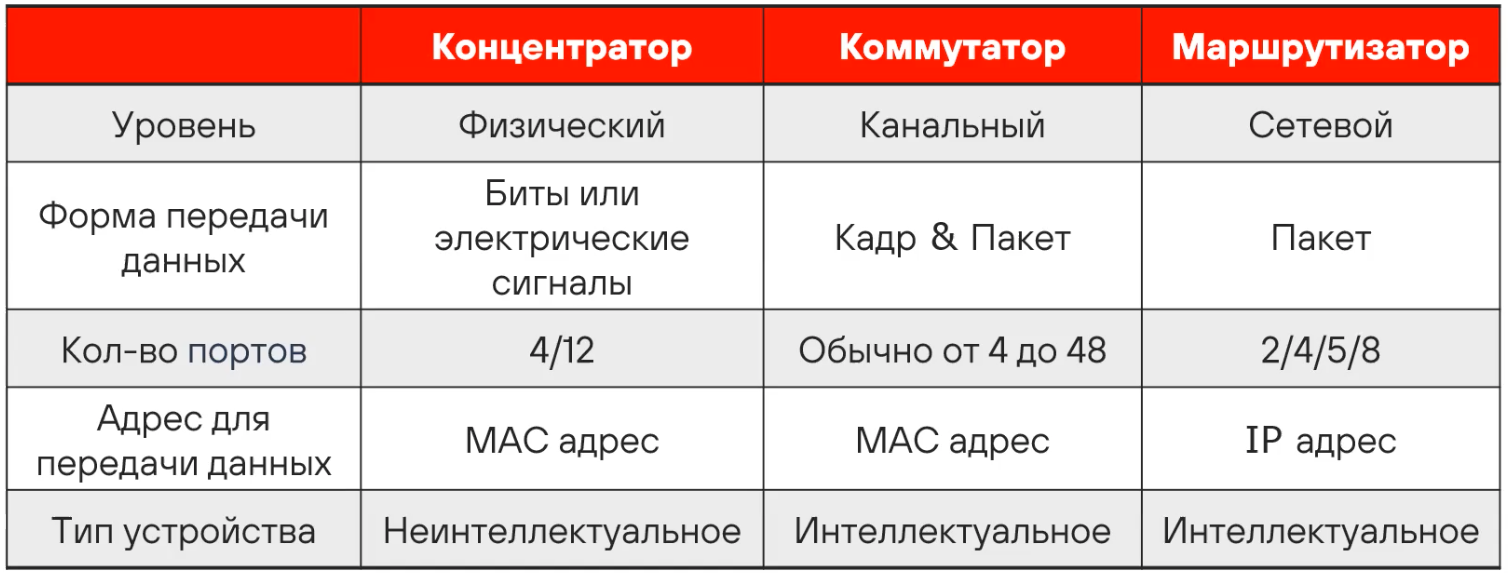 Концентратор Коммутатор Маршрутизатор
Уровень Физический Канальный Сетевой
Форма передачи
данных
Биты или
электрические
сигналы
Кадр & Пакет
Пакет
Кол-во портов 4/12 Обычно от 4 до 48 2/4/5/8
Адрес для
передачи данных
MAC адрес
MAC адрес
IP адрес
Тип устройства Неинтеллектуальное Интеллектуальное Интеллектуальное